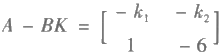 A − BK = [ − k₁ − k₂
1 − 6 ]